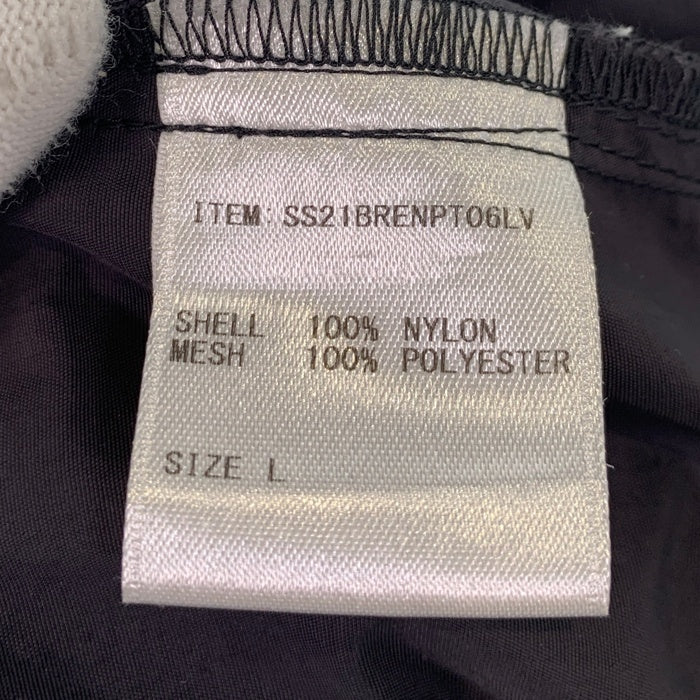 ITEM: SS21BRENPT06LV
SHELL 100% NYLON
MESH 100% POLYESTER
SIZE L